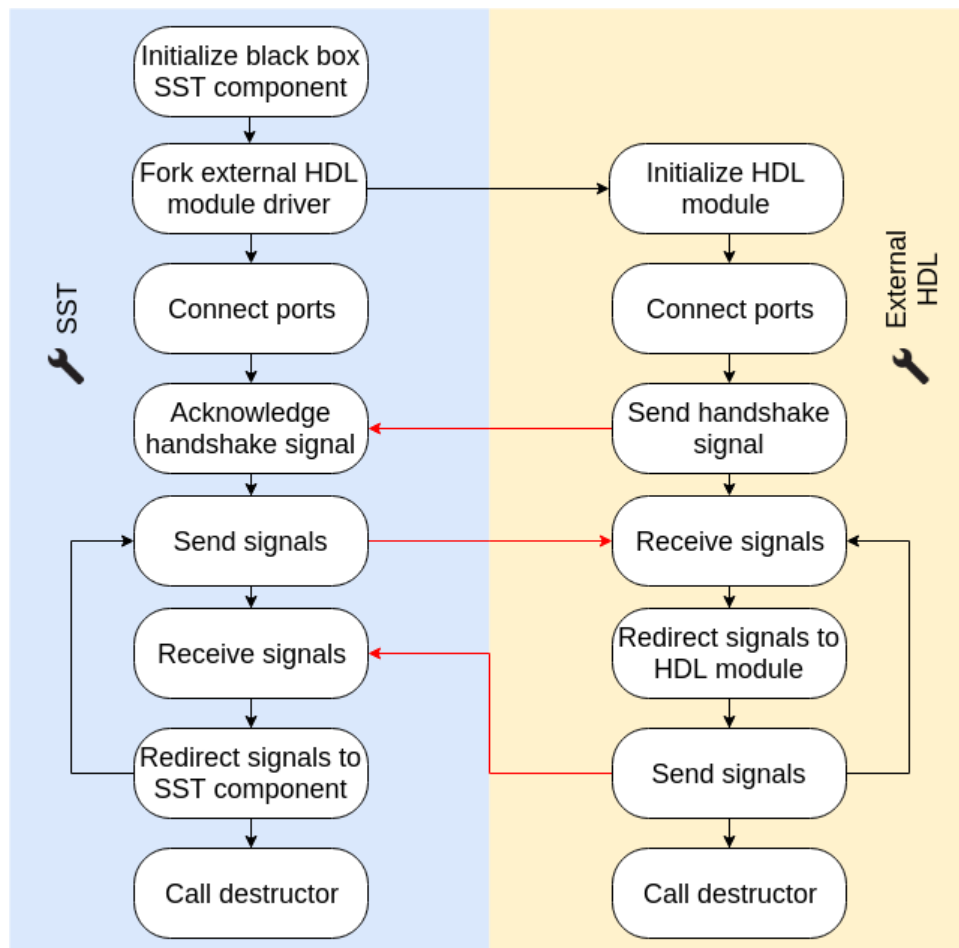 Initialize black box
SST component
Fork external HDL
module driver
Initialize HDL
module
Connect ports
Connect ports
SST
External
HDL
Acknowledge
handshake signal
Send handshake
signal
Send signals
Receive signals
Receive signals
Redirect signals to
HDL module
Redirect signals to
SST component
Send signals
Call destructor
Call destructor